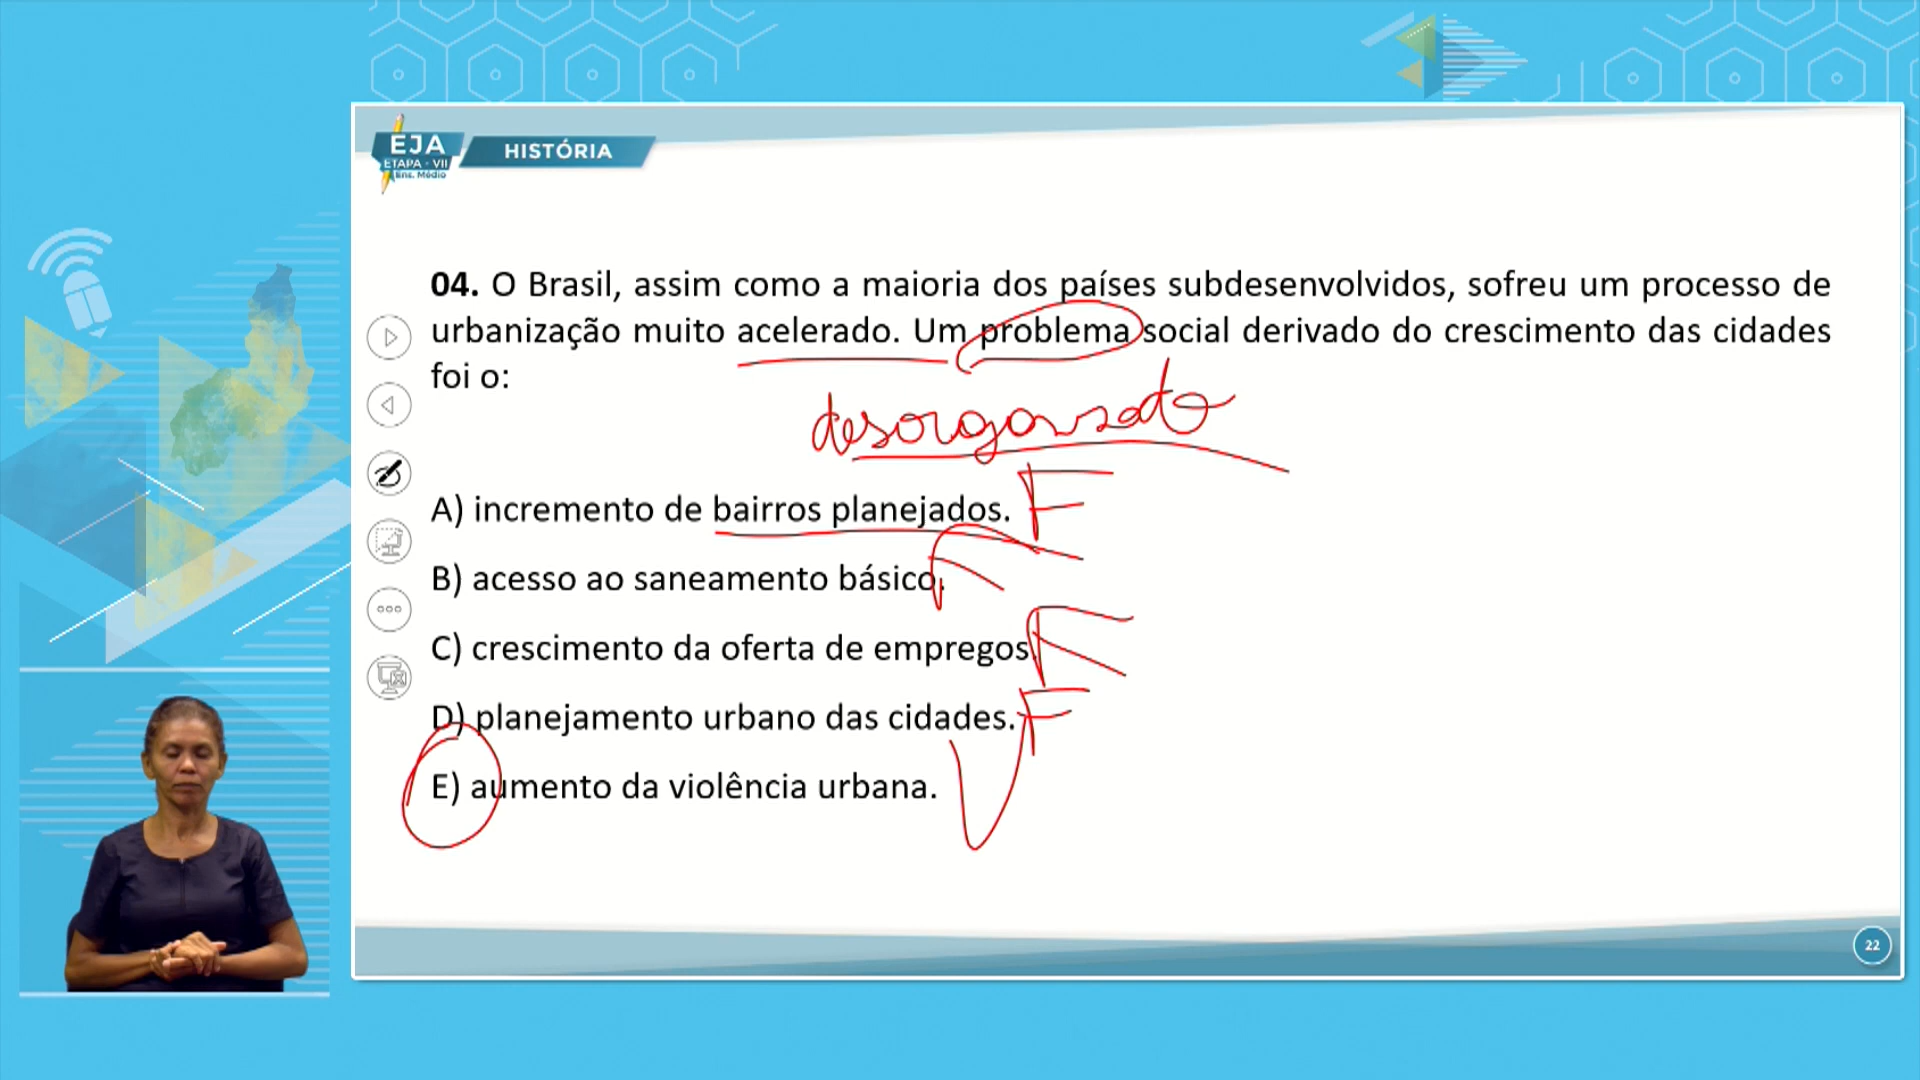 EJA
ETAPA - VII
Ens. Médio
HISTÓRIA
04. O Brasil, assim como a maioria dos países subdesenvolvidos, sofreu um processo de
urbanização muito acelerado. Um problema social derivado do crescimento das cidades
foi o:
desorganizado
A) incremento de bairros planejados. F
B) acesso ao saneamento básico. F
C) crescimento da oferta de empregos. F
D) planejamento urbano das cidades. F
E) aumento da violência urbana. V
22